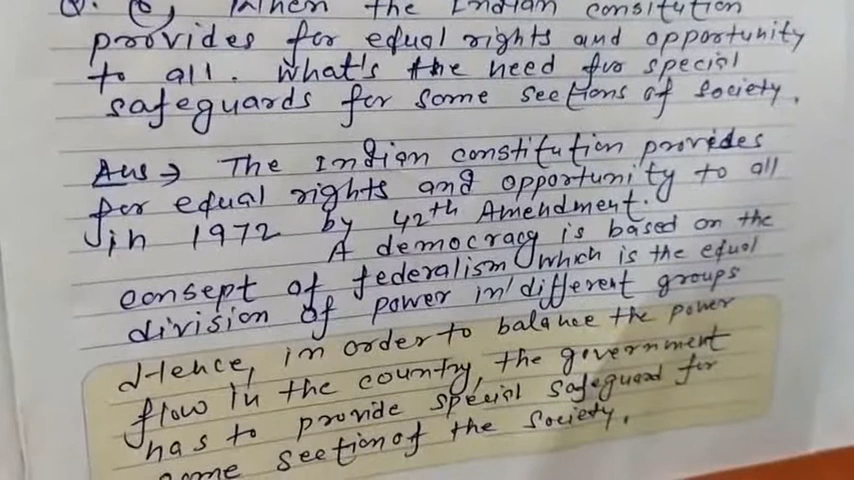 Q. 6, When the Indian consitution
provides for equal rights and opportunity
to all. What's the need for special
safeguards for some sections of society.
Ans → The Indian constitution provides
for equal rights and opportunity to all
in 1972 by 42th Amendment.
A democracy is based on the
consept of federalism which is the equal
division of power in different groups
Hence, in order to balance the power
flow in the country, the government
has to provide special safeguard for
some section of the society.